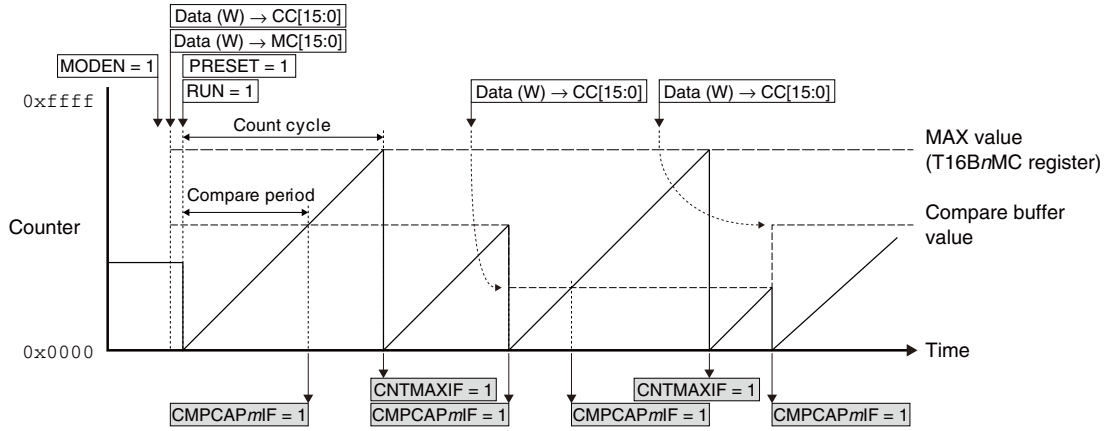 Data (W) → CC[15:0]
Data (W) → MC[15:0]
MODEN = 1
PRESET = 1
RUN = 1
Data (W) → CC[15:0]
Data (W) → CC[15:0]
0xffff
Count cycle
MAX value
(T16BnMC register)
Compare period
Counter
Compare buffer
value
0x0000
Time
CNTMAXIF = 1
CNTMAXIF = 1
CMPCAPmIF = 1
CMPCAPmIF = 1
CMPCAPmIF = 1
CMPCAPmIF = 1